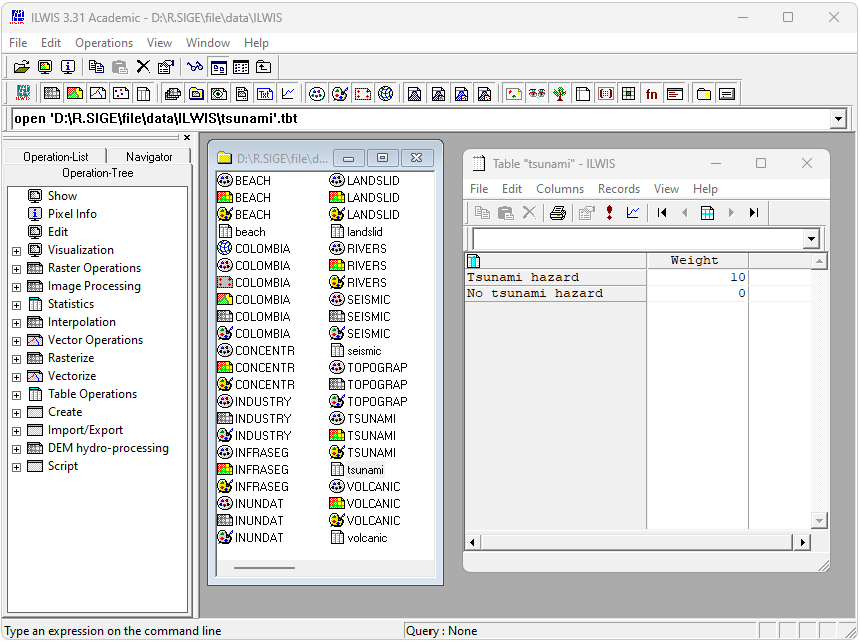 ILWIS 3.31 Academic - D:\R.SIGE\file\data\ILWIS
File Edit Operations View Window Help
Txt
fn
open 'D:\R.SIGE\file\data\ILWIS\tsunami'.tbt
Operation-List Navigator
Operation-Tree
Show
Pixel Info
Edit
Visualization
Raster Operations
Image Processing
Statistics
Interpolation
Vector Operations
Rasterize
Vectorize
Table Operations
Create
Import/Export
DEM hydro-processing
Script
D:\R.SIGE\file\d...
BEACH
BEACH
BEACH
beach
COLOMBIA
COLOMBIA
COLOMBIA
COLOMBIA
COLOMBIA
COLOMBIA
CONCENTR
CONCENTR
CONCENTR
INDUSTRY
INDUSTRY
INDUSTRY
INFRASEG
INFRASEG
INFRASEG
INUNDAT
INUNDAT
INUNDAT
LANDSLID
LANDSLID
LANDSLID
landslid
RIVERS
RIVERS
RIVERS
SEISMIC
SEISMIC
SEISMIC
seismic
TOPOGRAP
TOPOGRAP
TOPOGRAP
TSUNAMI
TSUNAMI
TSUNAMI
tsunami
VOLCANIC
VOLCANIC
VOLCANIC
volcanic
Table "tsunami" - ILWIS
File Edit Columns Records View Help
Weight
Tsunami hazard 10
No tsunami hazard 0
Type an expression on the command line
Query : None